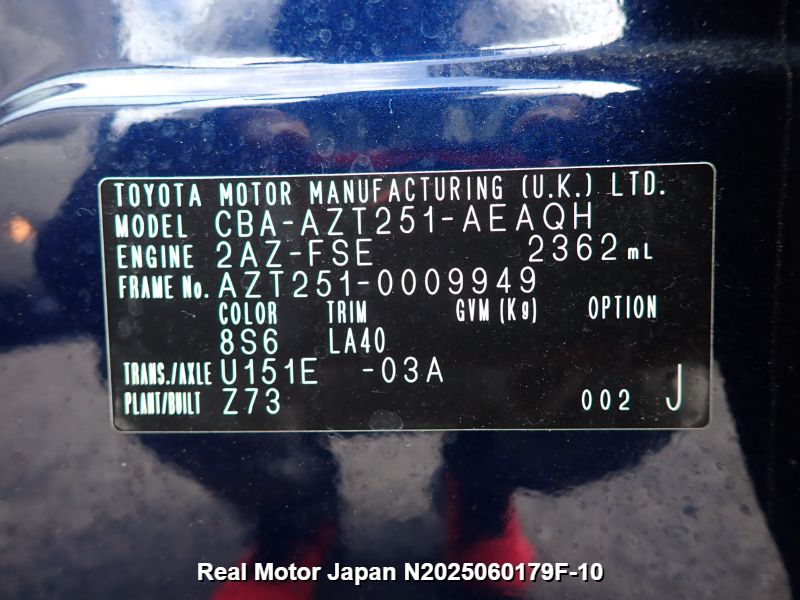 TOYOTA MOTOR MANUFACTURING (U.K.) LTD.
MODEL CBA-AZT251-AEAQH
ENGINE 2AZ-FSE 2362 mL
FRAME No. AZT251-0009949
COLOR TRIM GVM (Kg) OPTION
8S6 LA40
TRANS./AXLE U151E -03A
PLANT/BUILT Z73 002 J
Real Motor Japan N2025060179F-10